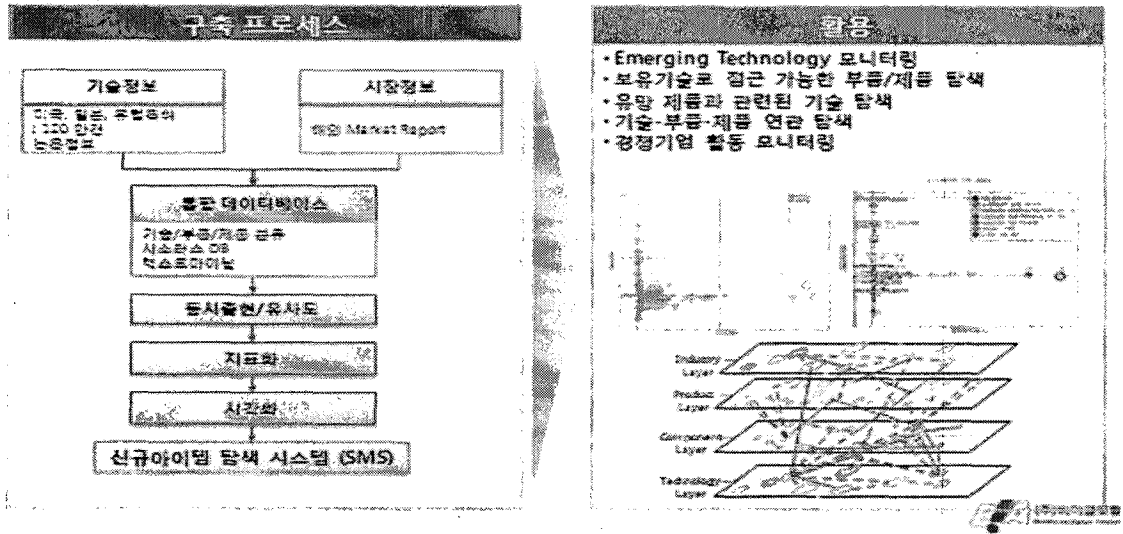 구축 프로세스
기술정보
미국, 일본, 유럽특허
논문정보
시장정보
해외 Market Report
통합 데이터베이스
기술/부품/제품 분류
시소러스 DB
텍스트마이닝
동시출현/유사도
지표화
시각화
신규아이템 탐색 시스템 (SMS)
활용
• Emerging Technology 모니터링
• 보유기술로 접근 가능한 부품/제품 탐색
• 유망 제품과 관련된 기술 탐색
• 기술-부품-제품 연관 탐색
• 경쟁기업 활동 모니터링
Industry
Layer
Product
Layer
Component
Layer
Technology
Layer